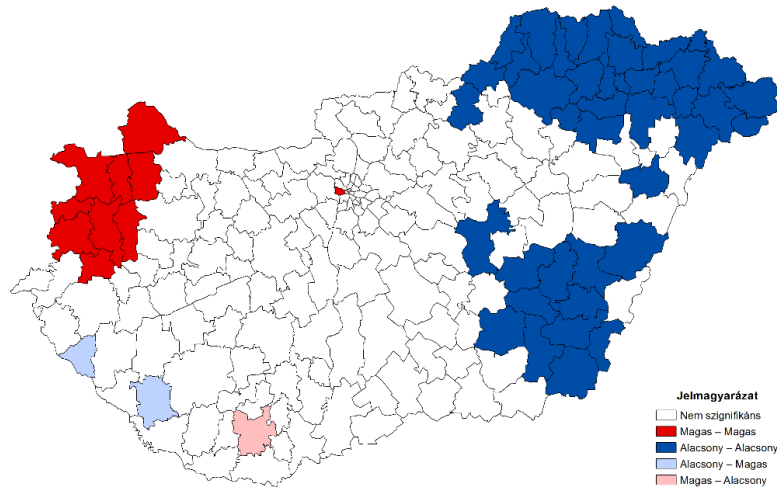 Jelmagyarázat
Nem szignifikáns
Magas – Magas
Alacsony – Alacsony
Alacsony – Magas
Magas – Alacsony